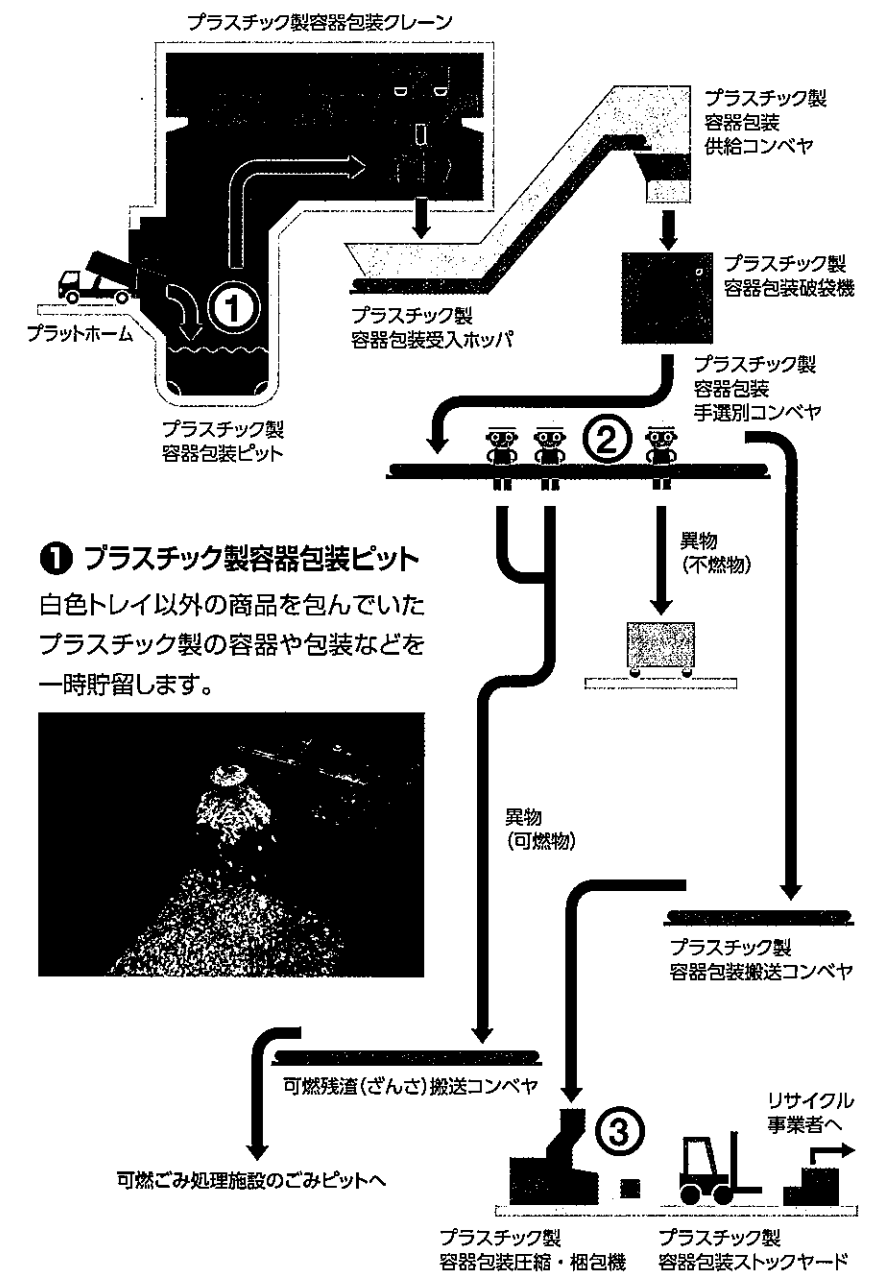 プラスチック製容器包装クレーン
プラスチック製
容器包装
供給コンベヤ
プラットホーム
①
プラスチック製
容器包装受入ホッパ
プラスチック製
容器包装破袋機
プラスチック製
容器包装ピット
プラスチック製
容器包装
手選別コンベヤ
②
❶ プラスチック製容器包装ピット
白色トレイ以外の商品を包んでいた
プラスチック製の容器や包装などを
一時貯留します。
異物
(不燃物)
異物
(可燃物)
プラスチック製
容器包装搬送コンベヤ
可燃残渣(ざんさ)搬送コンベヤ
可燃ごみ処理施設のごみピットへ
③
リサイクル
事業者へ
プラスチック製
容器包装圧縮・梱包機
プラスチック製
容器包装ストックヤード